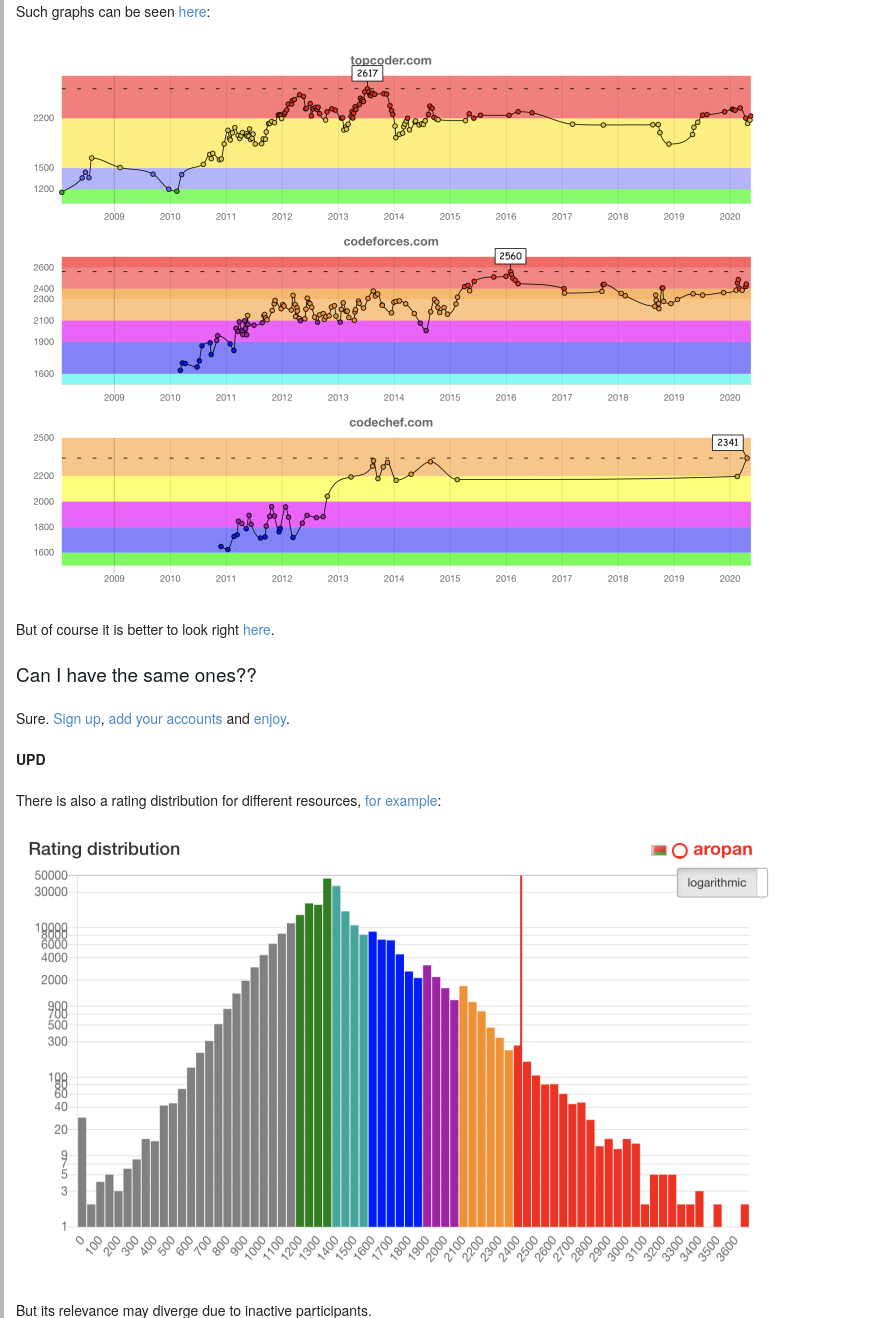 Such graphs can be seen here:
topcoder.com
2617
2200
1500
1200
2009 2010 2011 2012 2013 2014 2015 2016 2017 2018 2019 2020
codeforces.com
2560
2600
2400
2300
2100
1900
1600
2009 2010 2011 2012 2013 2014 2015 2016 2017 2018 2019 2020
codechef.com
2341
2500
2200
2000
1800
1600
2009 2010 2011 2012 2013 2014 2015 2016 2017 2018 2019 2020
But of course it is better to look right here.
Can I have the same ones??
Sure. Sign up, add your accounts and enjoy.
UPD
There is also a rating distribution for different resources, for example:
Rating distribution
aropan
logarithmic
50000
30000
10000
8000
6000
4000
2000
900
700
500
300
100
80
60
40
20
9
7
5
3
1
0 100 200 300 400 500 600 700 800 900 1000 1100 1200 1300 1400 1500 1600 1700 1800 1900 2000 2100 2200 2300 2400 2500 2600 2700 2800 2900 3000 3100 3200 3300 3400 3500 3600
But its relevance may diverge due to inactive participants.